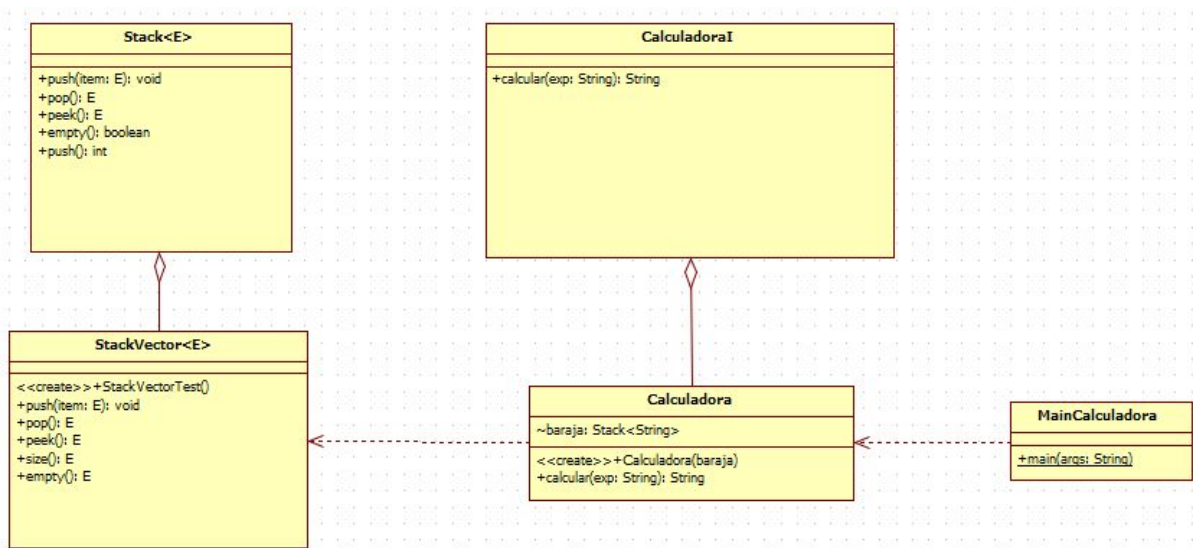 Stack<E>
+push(item: E): void
+pop(): E
+peek(): E
+empty(): boolean
+push(): int
CalculadoraI
+calcular(exp: String): String
StackVector<E>
<<create>>+StackVectorTest()
+push(item: E): void
+pop(): E
+peek(): E
+size(): E
+empty(): E
Calculadora
~baraja: Stack<String>
<<create>>+Calculadora(baraja)
+calcular(exp: String): String
MainCalculadora
+main(args: String)